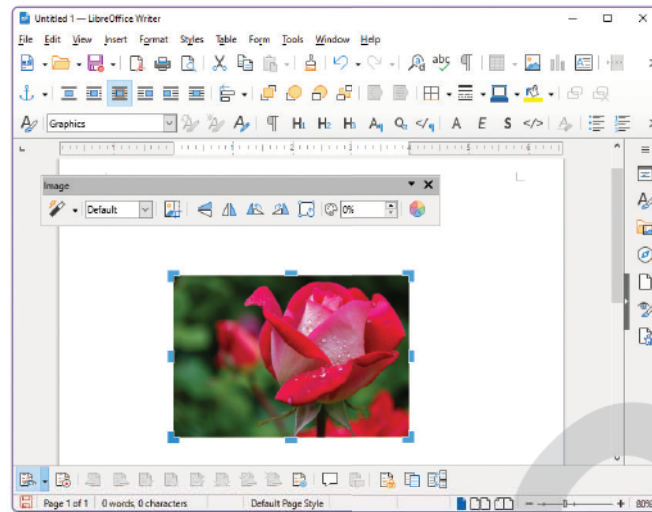 Untitled 1 — LibreOffice Writer
File Edit View Insert Format Styles Table Form Tools Window Help
Graphics
Image
Default
0%
Page 1 of 1 0 words, 0 characters Default Page Style 80%